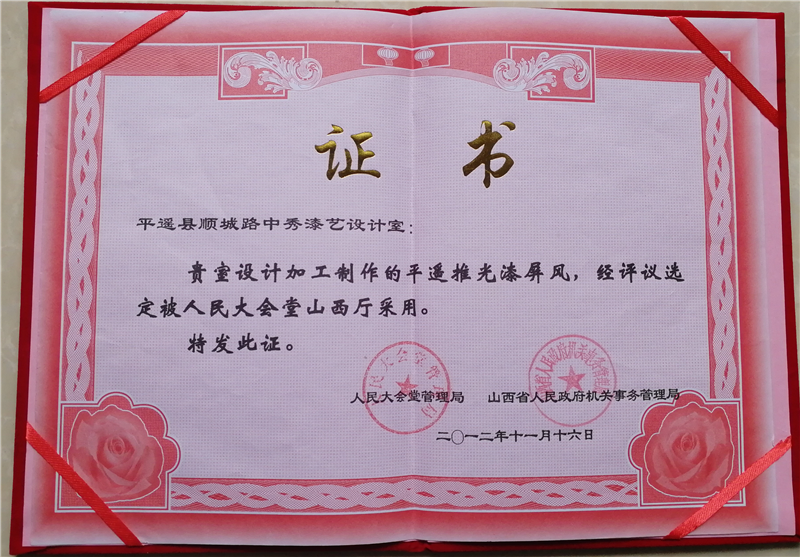 证 书
平遥县顺城路中秀漆艺设计室：
贵室设计加工制作的平遥推光漆屏风，经评议选
定被人民大会堂山西厅采用。
特发此证。
人民大会堂管理局 山西省人民政府机关事务管理局
二〇一二年十一月十六日